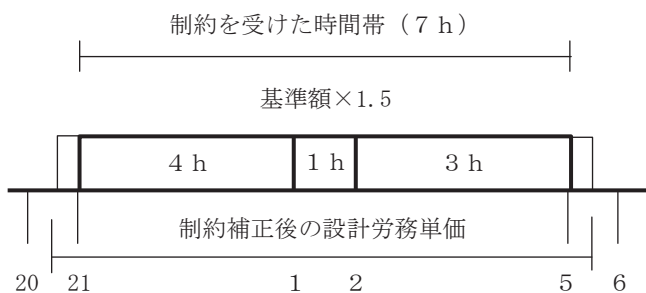 制約を受けた時間帯（７ｈ）
基準額×1.5
４ｈ １ｈ ３ｈ
制約補正後の設計労務単価
20 21 1 2 5 6